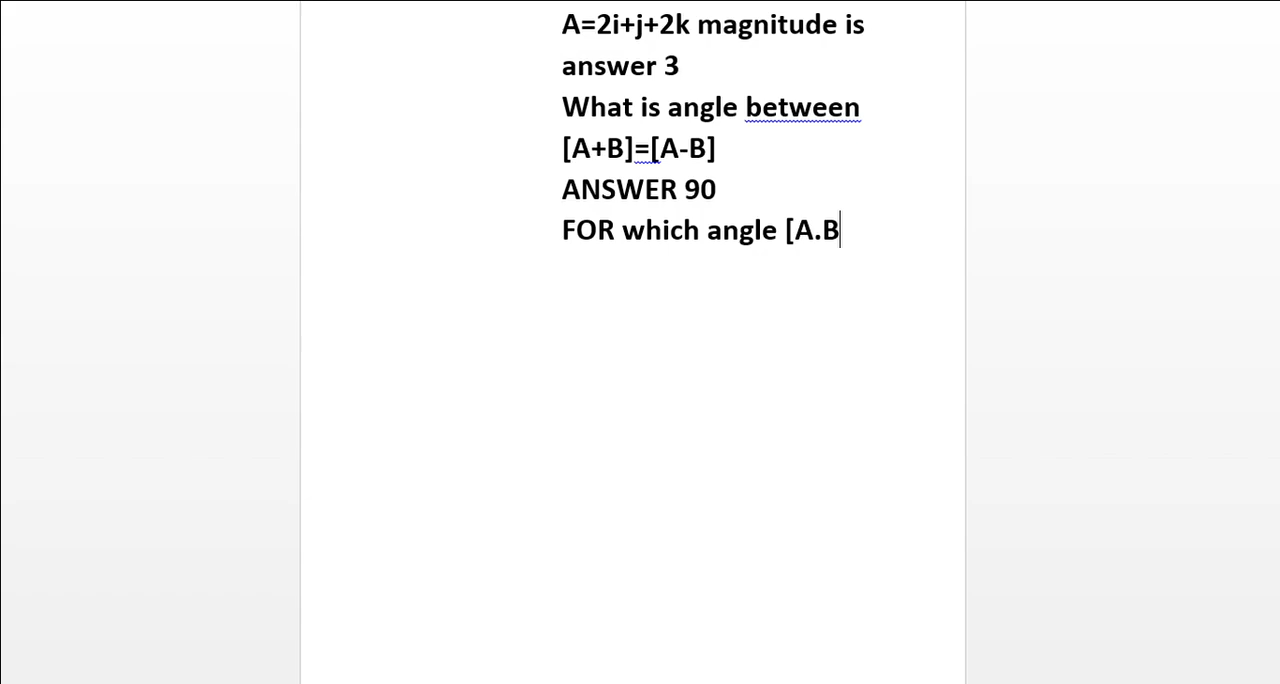 A=2i+j+2k magnitude is
answer 3
What is angle between
[A+B]=[A-B]
ANSWER 90
FOR which angle [A.B